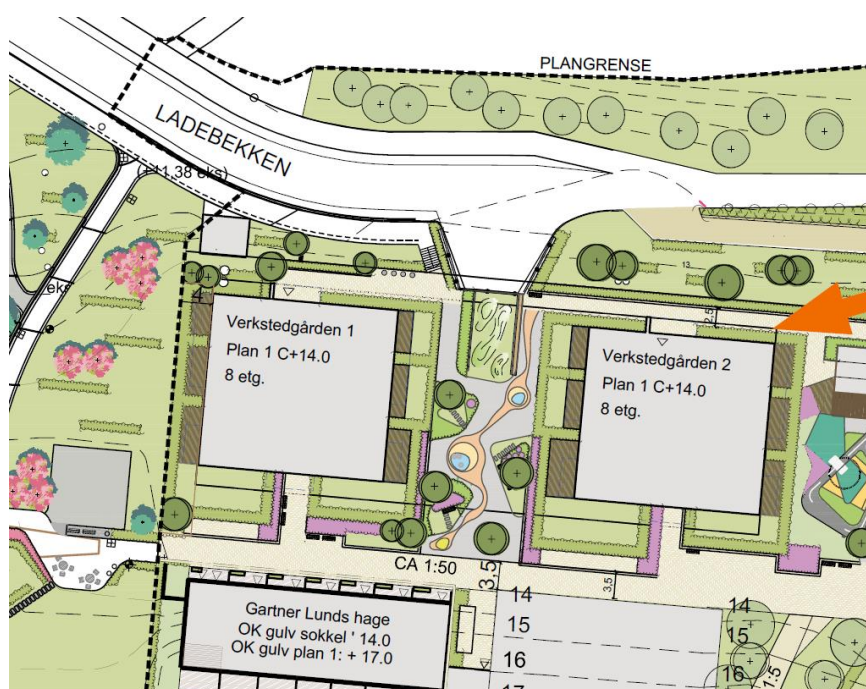 PLANGRENSE
LADEBEKKEN
(+11,38 eks)
eks
4
13
2,5
Verkstedgården 1
Plan 1 C+14.0
8 etg.
Verkstedgården 2
Plan 1 C+14.0
8 etg.
CA 1:50
3,5
3,5
14
15
16
14
15
16
1:5
Gartner Lunds hage
OK gulv sokkel ' 14.0
OK gulv plan 1: + 17.0